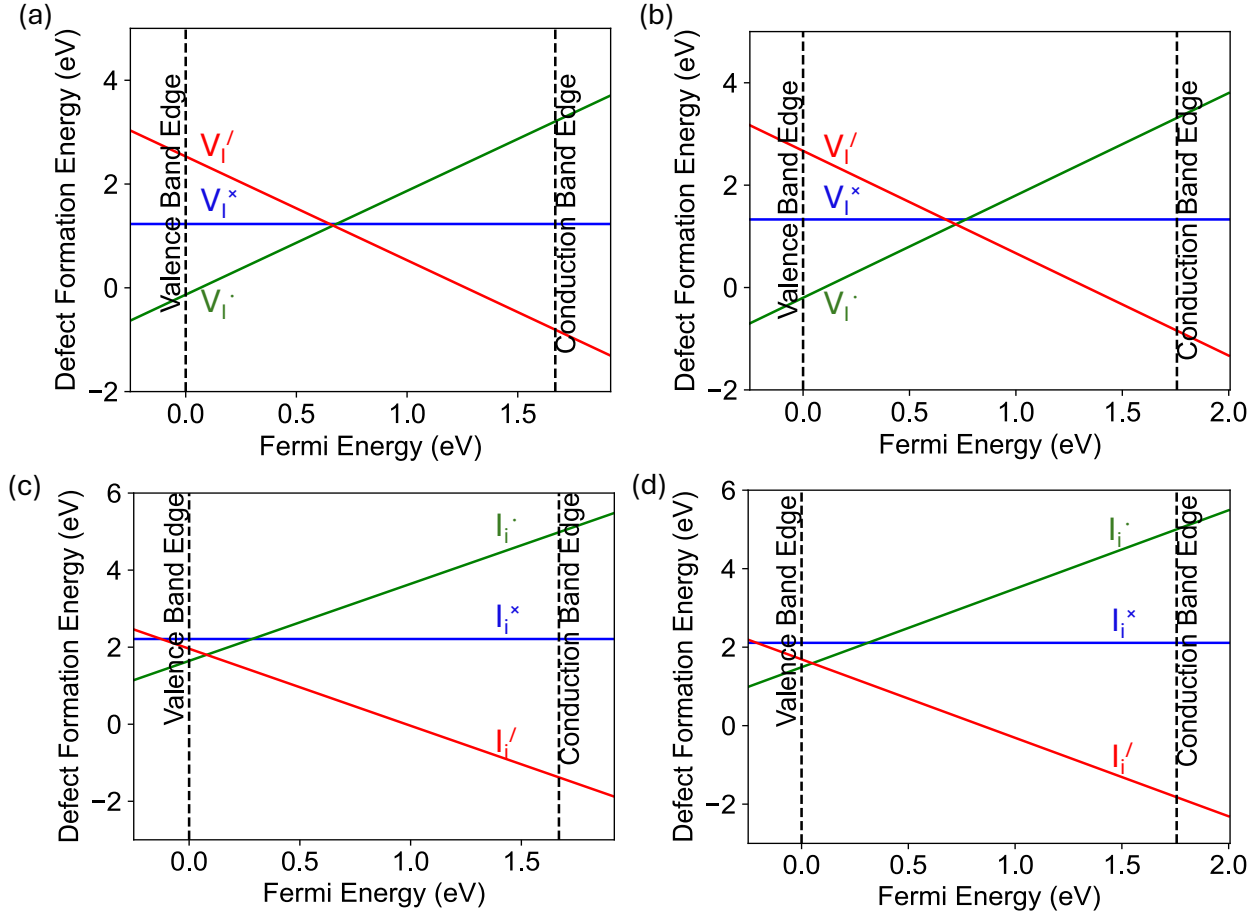 (a)
Defect Formation Energy (eV)
4
2
0
−2
Valence Band Edge
Conduction Band Edge
V_I^/
V_I^×
V_I^·
0.0 0.5 1.0 1.5
Fermi Energy (eV)
(b)
Defect Formation Energy (eV)
4
2
0
−2
Valence Band Edge
Conduction Band Edge
V_I^/
V_I^×
V_I^·
0.0 0.5 1.0 1.5 2.0
Fermi Energy (eV)
(c)
Defect Formation Energy (eV)
6
4
2
0
−2
Valence Band Edge
Conduction Band Edge
I_i^·
I_i^×
I_i^/
0.0 0.5 1.0 1.5
Fermi Energy (eV)
(d)
Defect Formation Energy (eV)
6
4
2
0
−2
Valence Band Edge
Conduction Band Edge
I_i^·
I_i^×
I_i^/
0.0 0.5 1.0 1.5 2.0
Fermi Energy (eV)